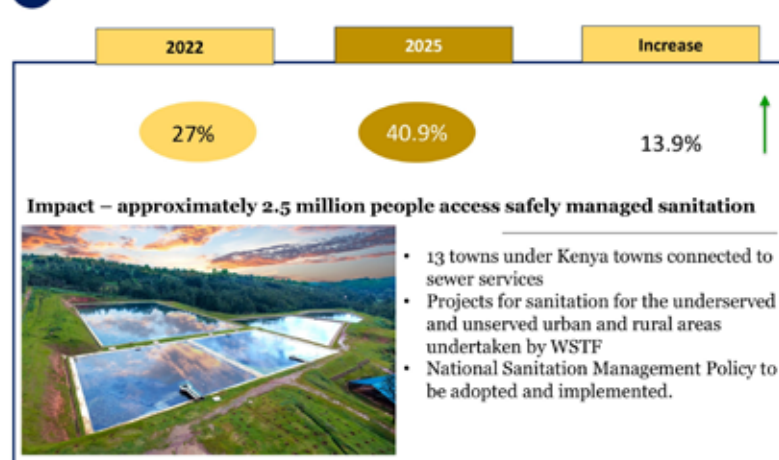 2022 2025 Increase
27% 40.9% 13.9%
Impact – approximately 2.5 million people access safely managed sanitation
• 13 towns under Kenya towns connected to
sewer services
• Projects for sanitation for the underserved
and unserved urban and rural areas
undertaken by WSTF
• National Sanitation Management Policy to
be adopted and implemented.